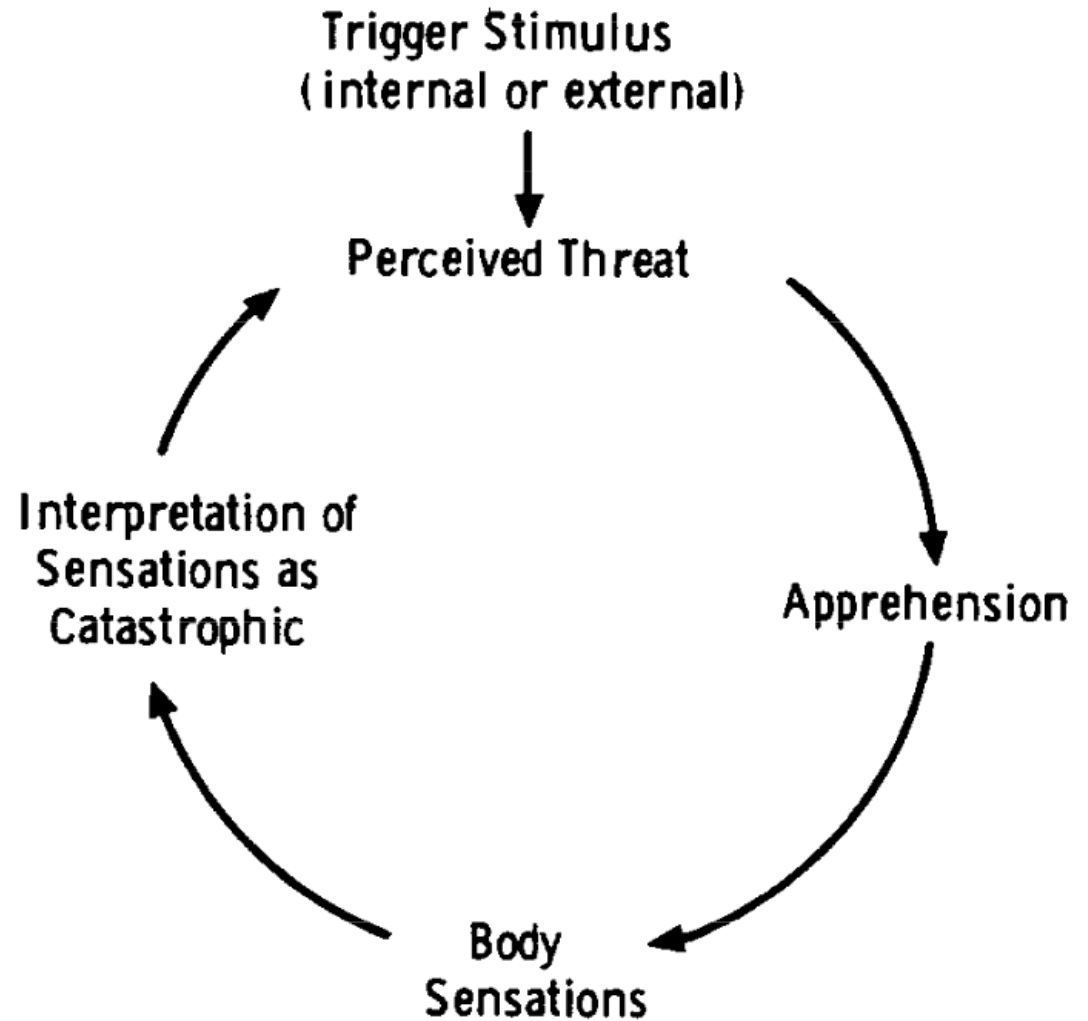 Trigger Stimulus
(internal or external)
Perceived Threat
Apprehension
Body
Sensations
Interpretation of
Sensations as
Catastrophic